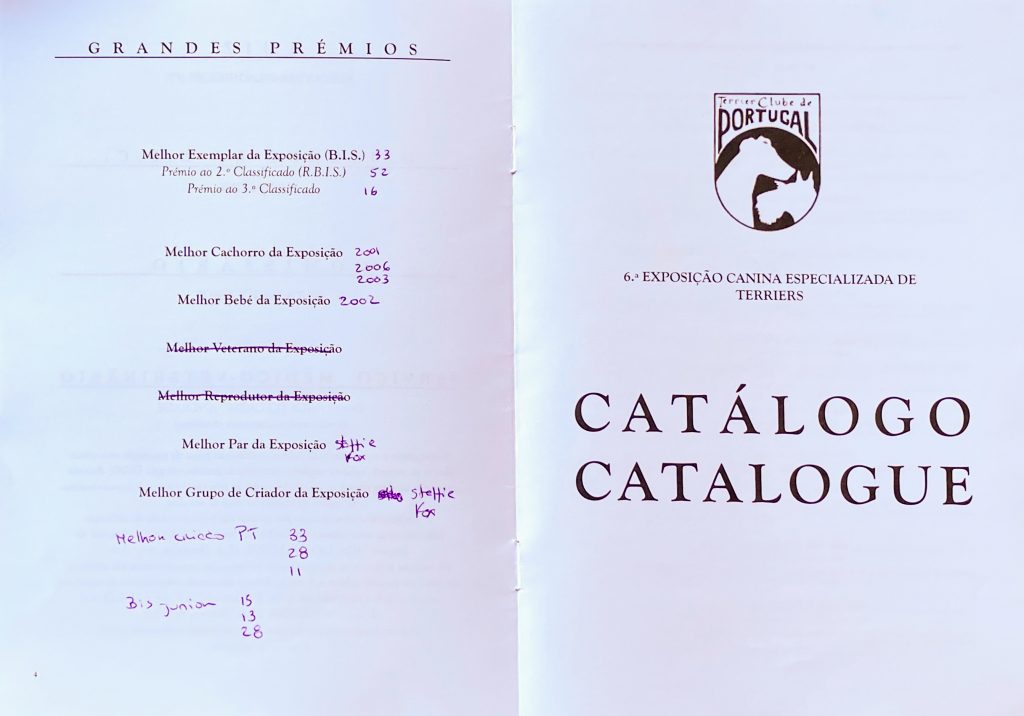 GRANDES PRÉMIOS
Melhor Exemplar da Exposição (B.I.S.) 33
Prémio ao 2.º Classificado (R.B.I.S.) 52
Prémio ao 3.º Classificado 16
Melhor Cachorro da Exposição 2001
2006
2003
Melhor Bebé da Exposição 2002
Melhor Veterano da Exposição
Melhor Reprodutor da Exposição
Melhor Par da Exposição steffie
Kox
Melhor Grupo de Criador da Exposição steffie
Kox
Melhor PT 33
28
11
Bis junior 15
13
28
4
Terrier Clube de
PORTUGAL
6.ª EXPOSIÇÃO CANINA ESPECIALIZADA DE
TERRIERS
CATÁLOGO
CATALOGUE